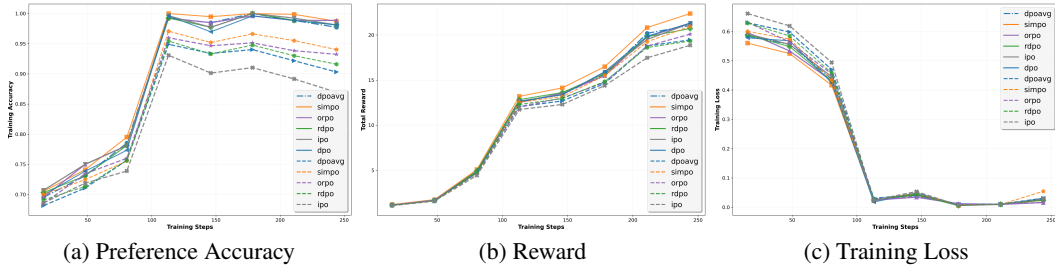 1.00
0.95
0.90
0.85
0.80
0.75
0.70
Training Accuracy
50
100
150
200
250
Training Steps
dpoavg
simpo
orpo
rdpo
ipo
dpo
dpoavg
simpo
orpo
rdpo
ipo
(a) Preference Accuracy
20
15
10
5
Total Reward
50
100
150
200
250
Training Steps
dpoavg
simpo
orpo
rdpo
ipo
dpo
dpoavg
simpo
orpo
rdpo
ipo
(b) Reward
0.6
0.5
0.4
0.3
0.2
0.1
0.0
Training Loss
50
100
150
200
250
Training Steps
dpoavg
simpo
orpo
rdpo
ipo
dpo
dpoavg
simpo
orpo
rdpo
ipo
(c) Training Loss